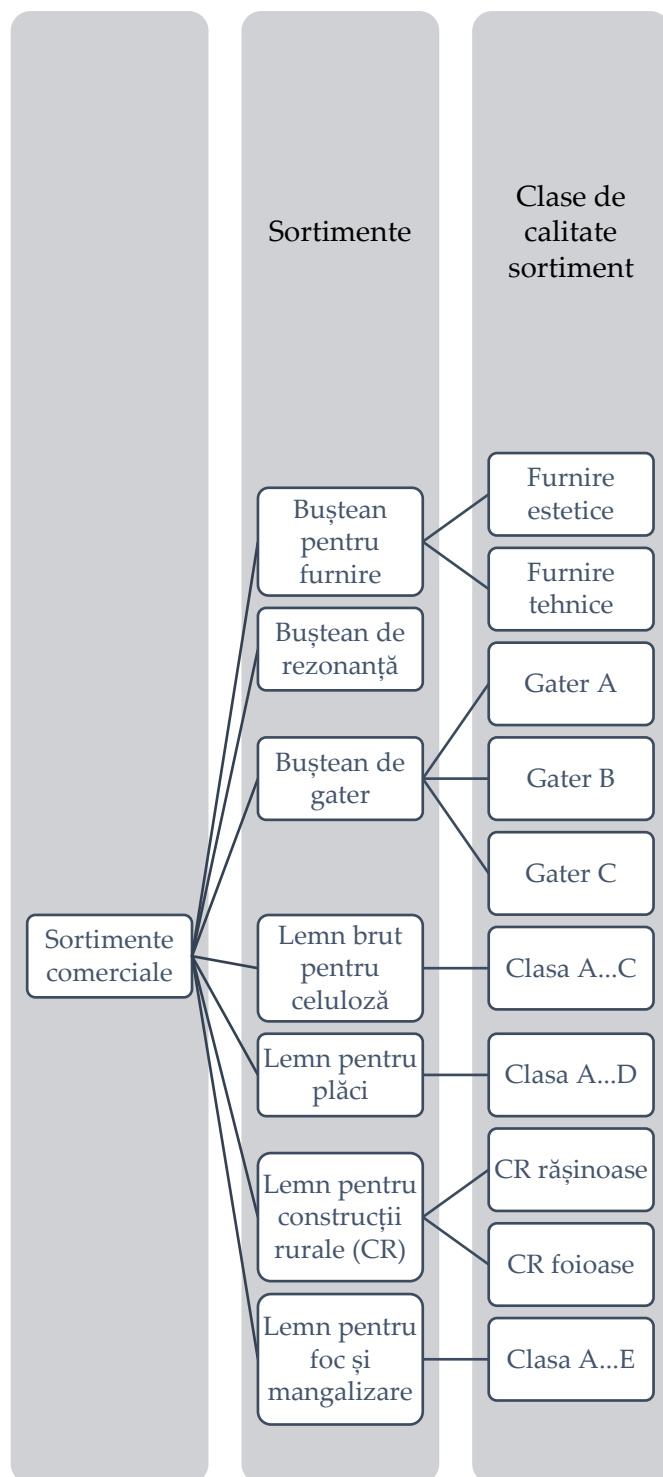 Sortimente
Clase de
calitate
sortiment
Sortimente
comerciale
Buștean
pentru
furnire
Furnire
estetice
Furnire
tehnice
Buștean de
rezonanță
Buștean de
gater
Gater A
Gater B
Gater C
Lemn brut
pentru
celuloză
Clasa A...C
Lemn pentru
plăci
Clasa A...D
Lemn pentru
construcții
rurale (CR)
CR rășinoase
CR foioase
Lemn pentru
foc și
mangalizare
Clasa A...E